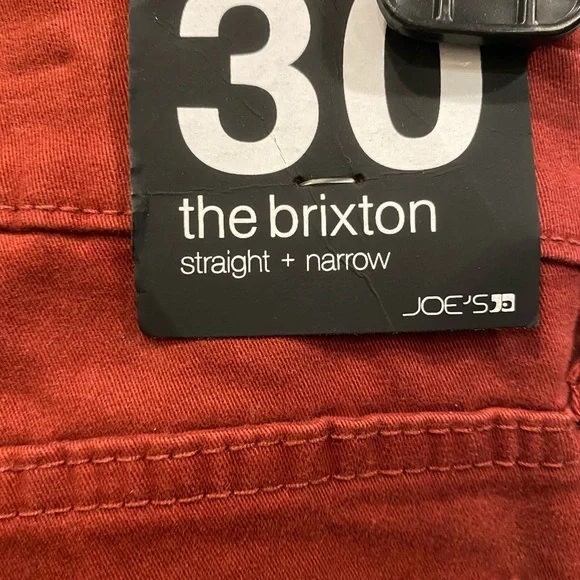 30
the brixton
straight + narrow
JOE'S